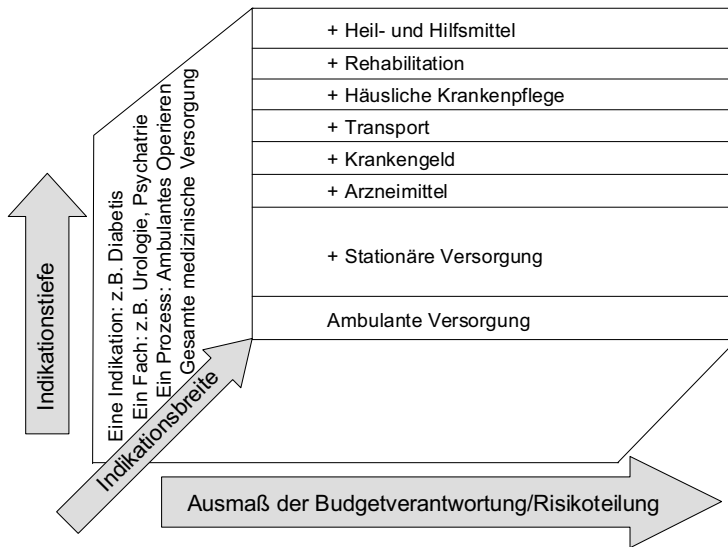 + Heil- und Hilfsmittel
+ Rehabilitation
+ Häusliche Krankenpflege
+ Transport
+ Krankengeld
+ Arzneimittel
+ Stationäre Versorgung
Ambulante Versorgung
Indikationstiefe
Eine Indikation: z.B. Diabetis
Ein Fach: z.B. Urologie, Psychatrie
Ein Prozess: Ambulantes Operieren
Gesamte medizinische Versorgung
Indikationsbreite
Ausmaß der Budgetverantwortung/Risikoteilung